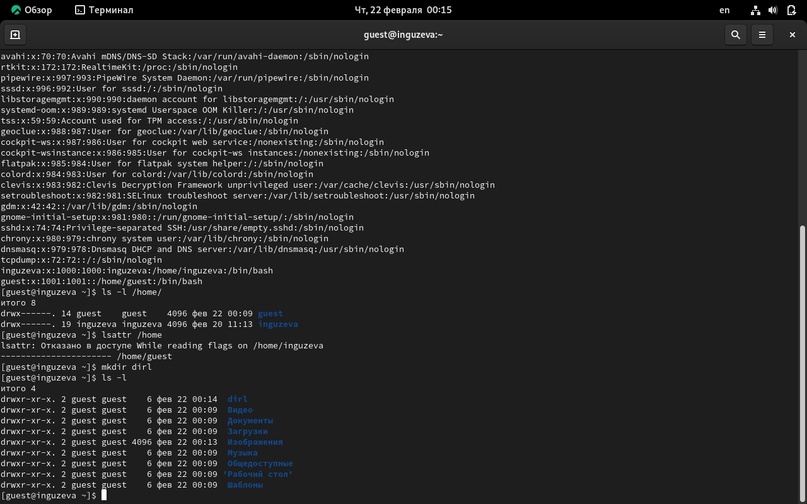 Обзор Терминал Чт, 22 февраля 00:15 en
guest@inguzeva:~
avahi:x:70:70:Avahi mDNS/DNS-SD Stack:/var/run/avahi-daemon:/sbin/nologin
rtkit:x:172:172:RealtimeKit:/proc:/sbin/nologin
pipewire:x:997:993:PipeWire System Daemon:/var/run/pipewire:/sbin/nologin
sssd:x:996:992:User for sssd:/:/sbin/nologin
libstoragemgmt:x:990:990:daemon account for libstoragemgmt:/:/usr/sbin/nologin
systemd-oom:x:989:989:systemd Userspace OOM Killer:/:/usr/sbin/nologin
tss:x:59:59:Account used for TPM access:/:/usr/sbin/nologin
geoclue:x:988:987:User for geoclue:/var/lib/geoclue:/sbin/nologin
cockpit-ws:x:987:986:User for cockpit web service:/nonexisting:/sbin/nologin
cockpit-wsinstance:x:986:985:User for cockpit-ws instances:/nonexisting:/sbin/nologin
flatpak:x:985:984:User for flatpak system helper:/:/sbin/nologin
colord:x:984:983:User for colord:/var/lib/colord:/sbin/nologin
clevis:x:983:982:Clevis Decryption Framework unprivileged user:/var/cache/clevis:/usr/sbin/nologin
setroubleshoot:x:982:981:SELinux troubleshoot server:/var/lib/setroubleshoot:/usr/sbin/nologin
gdm:x:42:42::/var/lib/gdm:/sbin/nologin
gnome-initial-setup:x:981:980::/run/gnome-initial-setup/:/sbin/nologin
sshd:x:74:74:Privilege-separated SSH:/usr/share/empty.sshd:/sbin/nologin
chrony:x:980:979:chrony system user:/var/lib/chrony:/sbin/nologin
dnsmasq:x:979:978:Dnsmasq DHCP and DNS server:/var/lib/dnsmasq:/usr/sbin/nologin
tcpdump:x:72:72::/:/sbin/nologin
inguzeva:x:1000:1000:inguzeva:/home/inguzeva:/bin/bash
guest:x:1001:1001::/home/guest:/bin/bash
[guest@inguzeva ~]$ ls -l /home/
итого 8
drwx------. 14 guest    guest    4096 фев 22 00:09 guest
drwx------. 19 inguzeva inguzeva 4096 фев 20 11:13 inguzeva
[guest@inguzeva ~]$ lsattr /home
lsattr: Отказано в доступе While reading flags on /home/inguzeva
---------------------- /home/guest
[guest@inguzeva ~]$ mkdir dirl
[guest@inguzeva ~]$ ls -l
итого 4
drwxr-xr-x. 2 guest guest    6 фев 22 00:14  dirl
drwxr-xr-x. 2 guest guest    6 фев 22 00:09  Видео
drwxr-xr-x. 2 guest guest    6 фев 22 00:09  Документы
drwxr-xr-x. 2 guest guest    6 фев 22 00:09  Загрузки
drwxr-xr-x. 2 guest guest 4096 фев 22 00:13  Изображения
drwxr-xr-x. 2 guest guest    6 фев 22 00:09  Музыка
drwxr-xr-x. 2 guest guest    6 фев 22 00:09  Общедоступные
drwxr-xr-x. 2 guest guest    6 фев 22 00:09 'Рабочий стол'
drwxr-xr-x. 2 guest guest    6 фев 22 00:09  Шаблоны
[guest@inguzeva ~]$